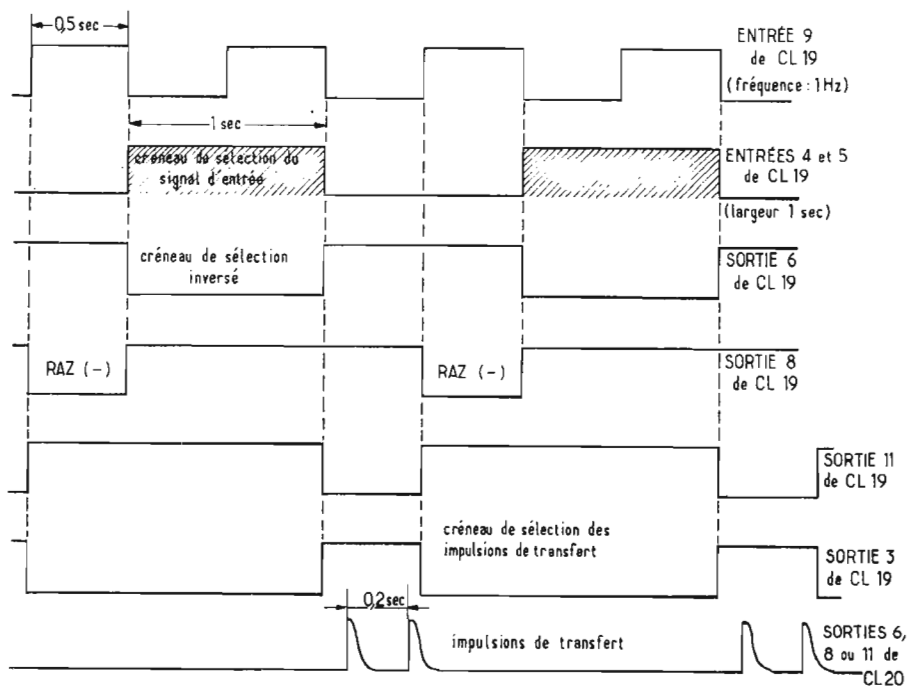 0,5 sec
ENTRÉE 9
de CL 19
(fréquence : 1Hz)
1 sec
créneau de sélection du
signal d'entrée
ENTRÉES 4 et 5
de CL 19
(largeur 1 sec)
créneau de sélection
inversé
SORTIE 6
de CL 19
RAZ (-)
RAZ (-)
SORTIE 8
de CL 19
SORTIE 11
de CL 19
créneau de sélection des
impulsions de transfert
SORTIE 3
de CL 19
0,2 sec
impulsions de transfert
SORTIES 6,
8 ou 11 de
CL20